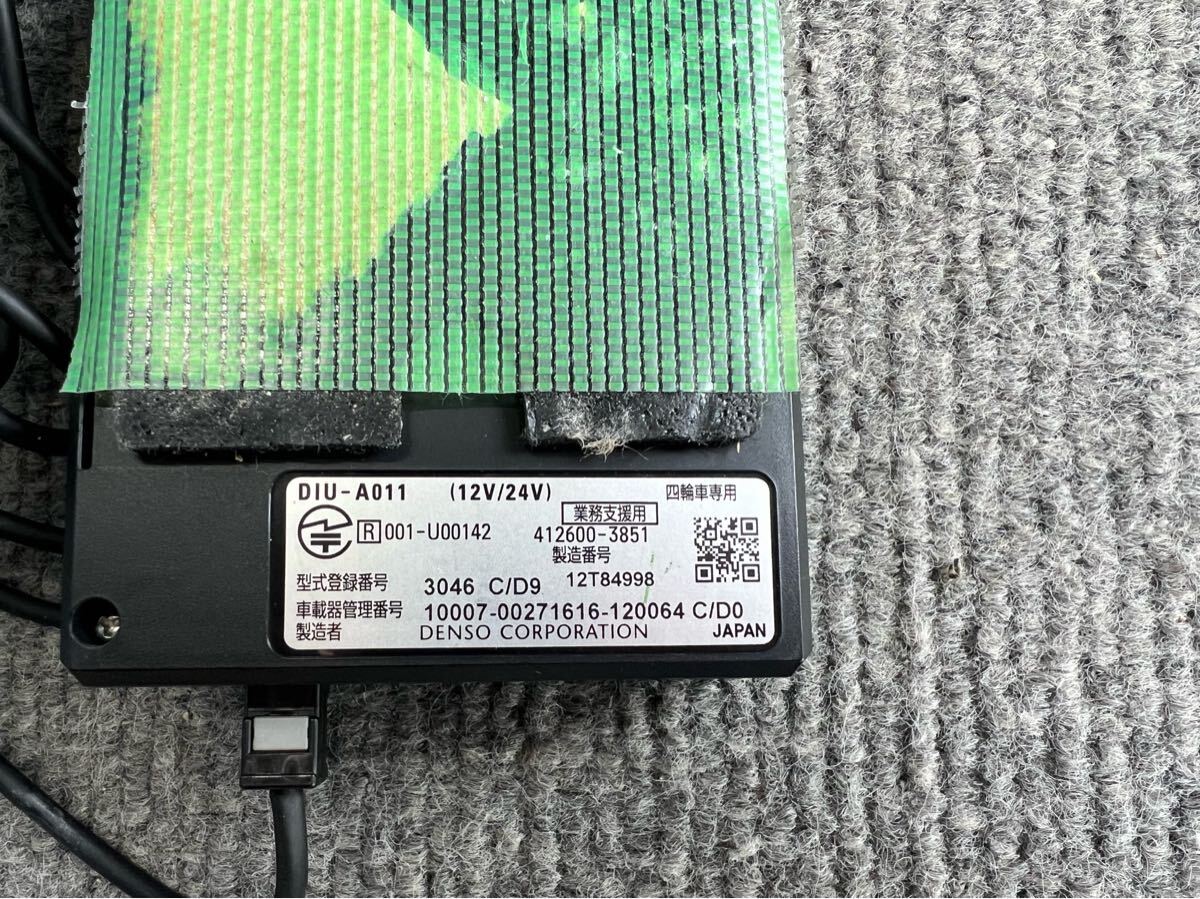 DIU-A011 (12V/24V) 四輪車専用
業務支援用
R 001-U00142 412600-3851
製造番号
型式登録番号 3046 C/D9 12T84998
車載器管理番号 10007-00271616-120064 C/D0
製造者 DENSO CORPORATION JAPAN